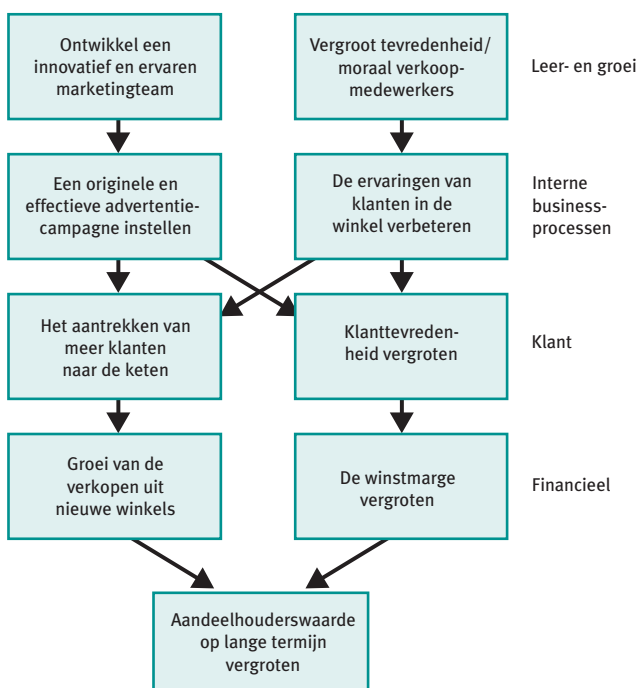 Ontwikkel een
innovatief en ervaren
marketingteam
Vergroot tevredenheid/
moraal verkoop-
medewerkers
Leer- en groei
Een originele en
effectieve advertentie-
campagne instellen
De ervaringen van
klanten in de
winkel verbeteren
Interne
business-
processen
Het aantrekken van
meer klanten
naar de keten
Klanttevreden-
heid vergroten
Klant
Groei van de
verkopen uit
nieuwe winkels
De winstmarge
vergroten
Financieel
Aandeelhouderswaarde
op lange termijn
vergroten